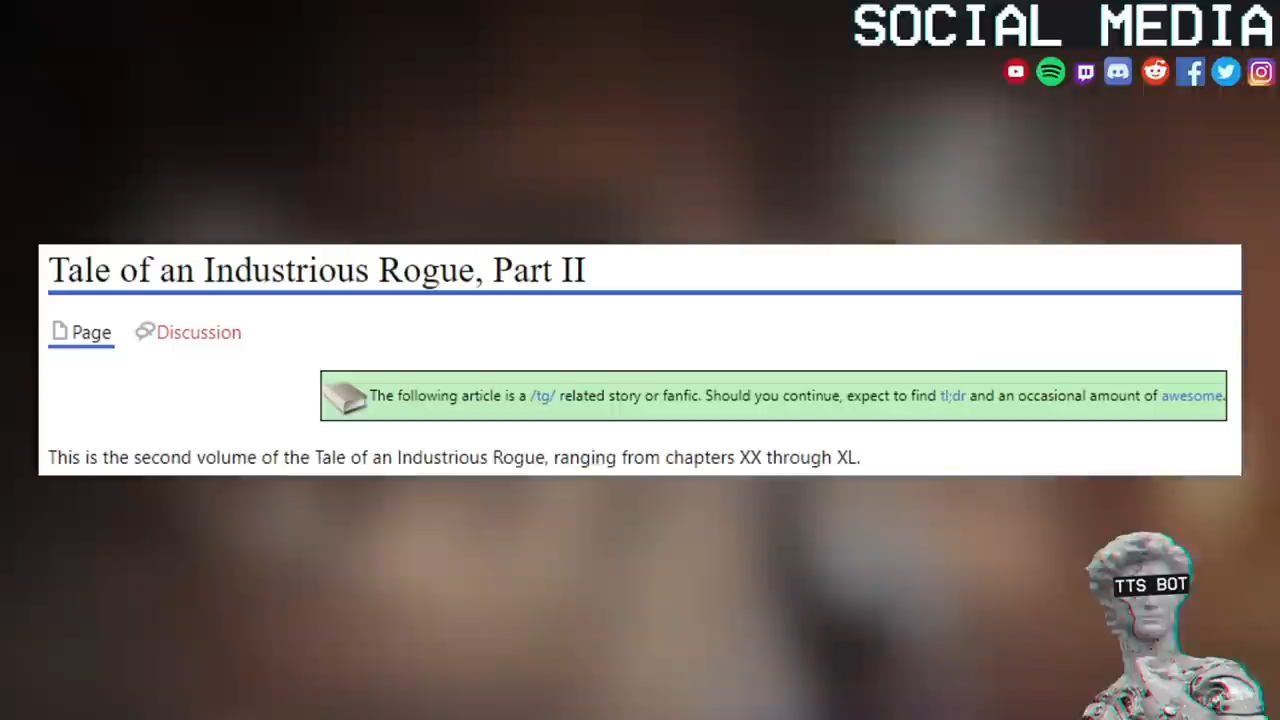 SOCIAL MEDIA
Tale of an Industrious Rogue, Part II
Page Discussion
The following article is a /tg/ related story or fanfic. Should you continue, expect to find tl;dr and an occasional amount of awesome.
This is the second volume of the Tale of an Industrious Rogue, ranging from chapters XX through XL.
TTS BOT